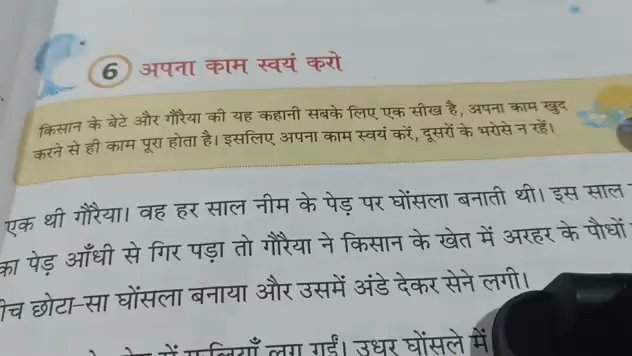 6 अपना काम स्वयं करो
किसान के बेटे और गौरैया की यह कहानी सबके लिए एक सीख है, अपना काम खुद
करने से ही काम पूरा होता है। इसलिए अपना काम स्वयं करें, दूसरों के भरोसे न रहें।
एक थी गौरैया। वह हर साल नीम के पेड़ पर घोंसला बनाती थी। इस साल
का पेड़ आँधी से गिर पड़ा तो गौरैया ने किसान के खेत में अरहर के पौधों
छोटा-सा घोंसला बनाया और उसमें अंडे देकर सेने लगी।
में फलियाँ लग गईं। उधर घोंसले में